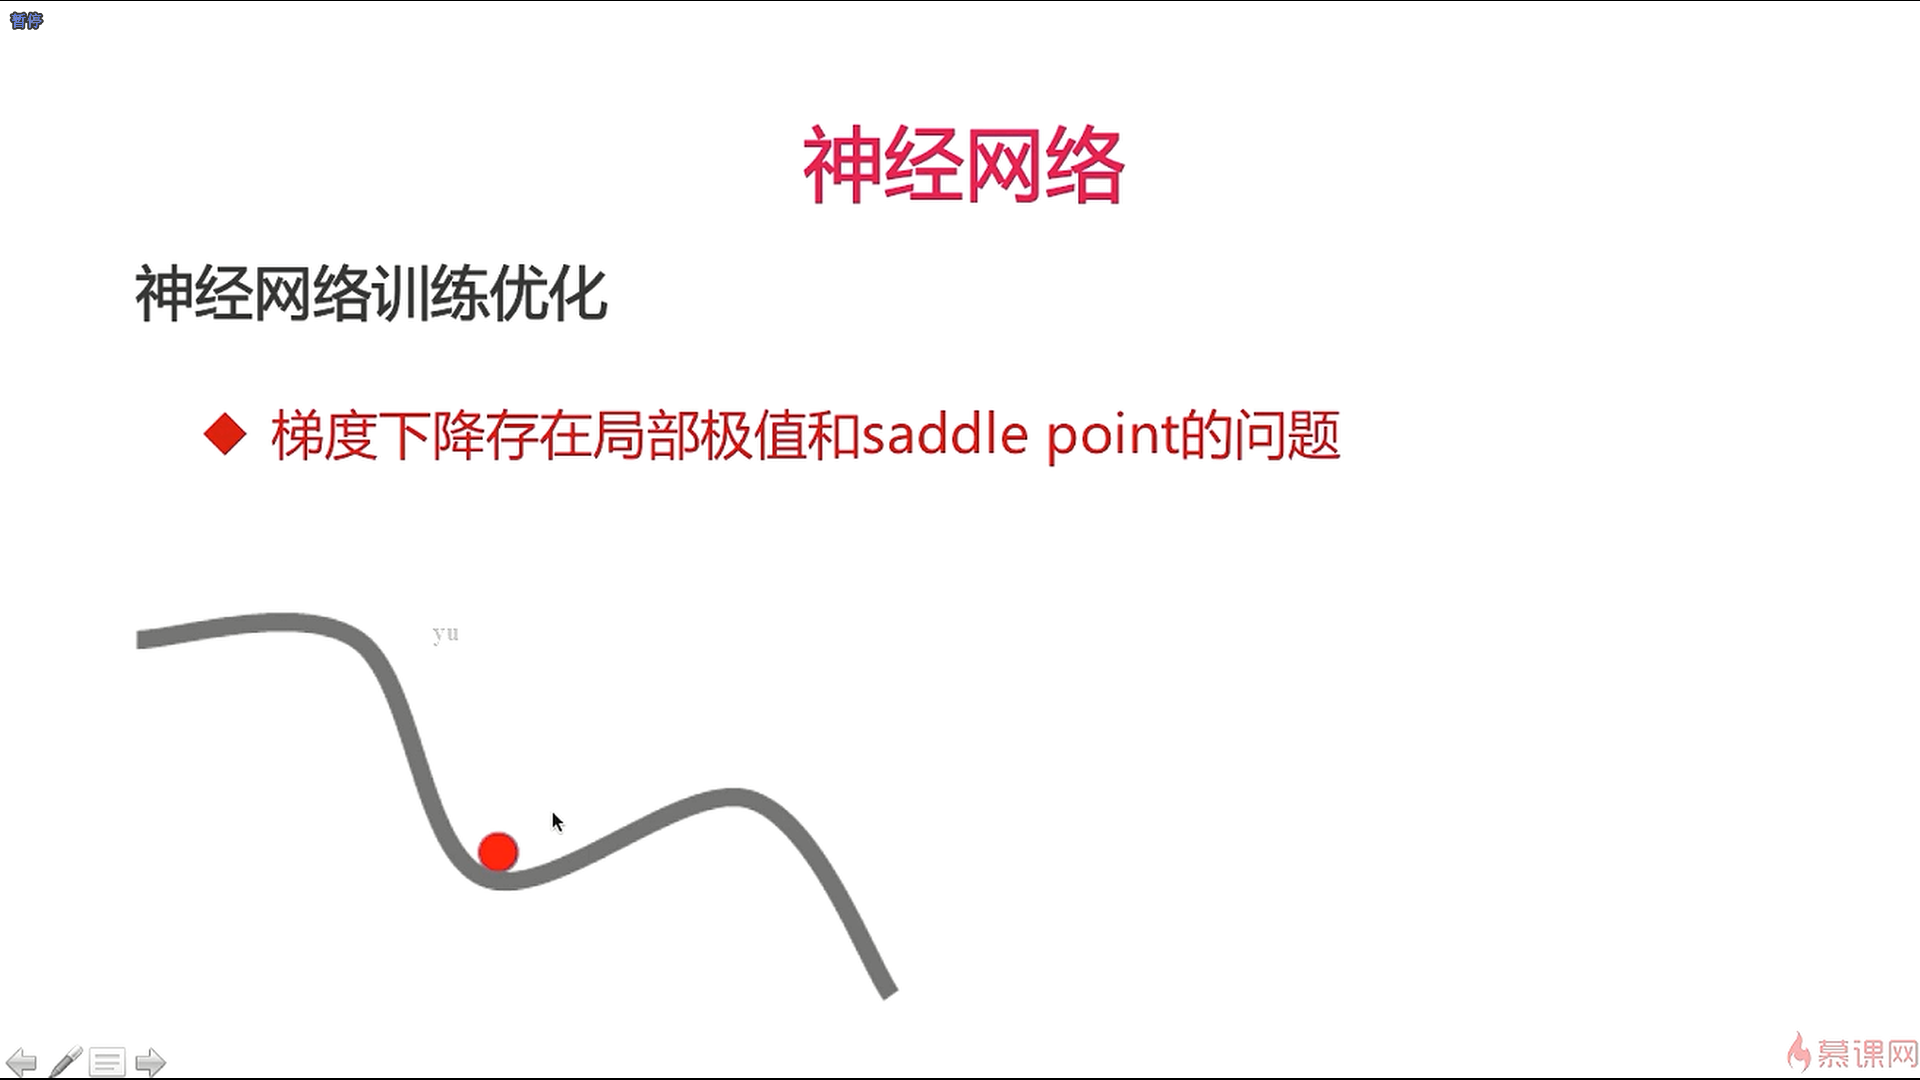 暂停
神经网络
神经网络训练优化
梯度下降存在局部极值和saddle point的问题
yu
慕课网